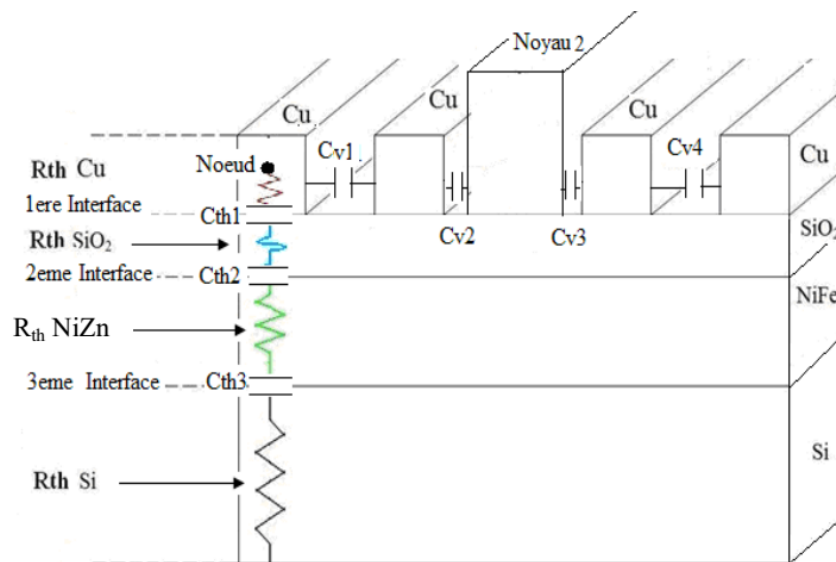 Noyau 2
Cu
Cu
Cu
Cu
Cv1
Cv4
Rth Cu
Noeud
1ere Interface
Cth1
Cv2
Cv3
SiO2
Rth SiO2
2eme Interface
Cth2
NiFe
Rth NiZn
3eme Interface
Cth3
Si
Rth Si